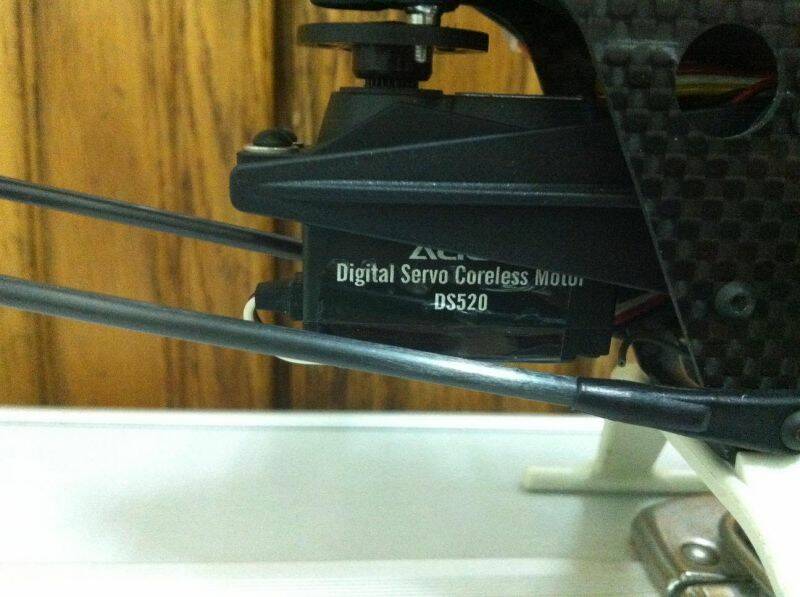 Digital Servo Coreless Motor
DS520